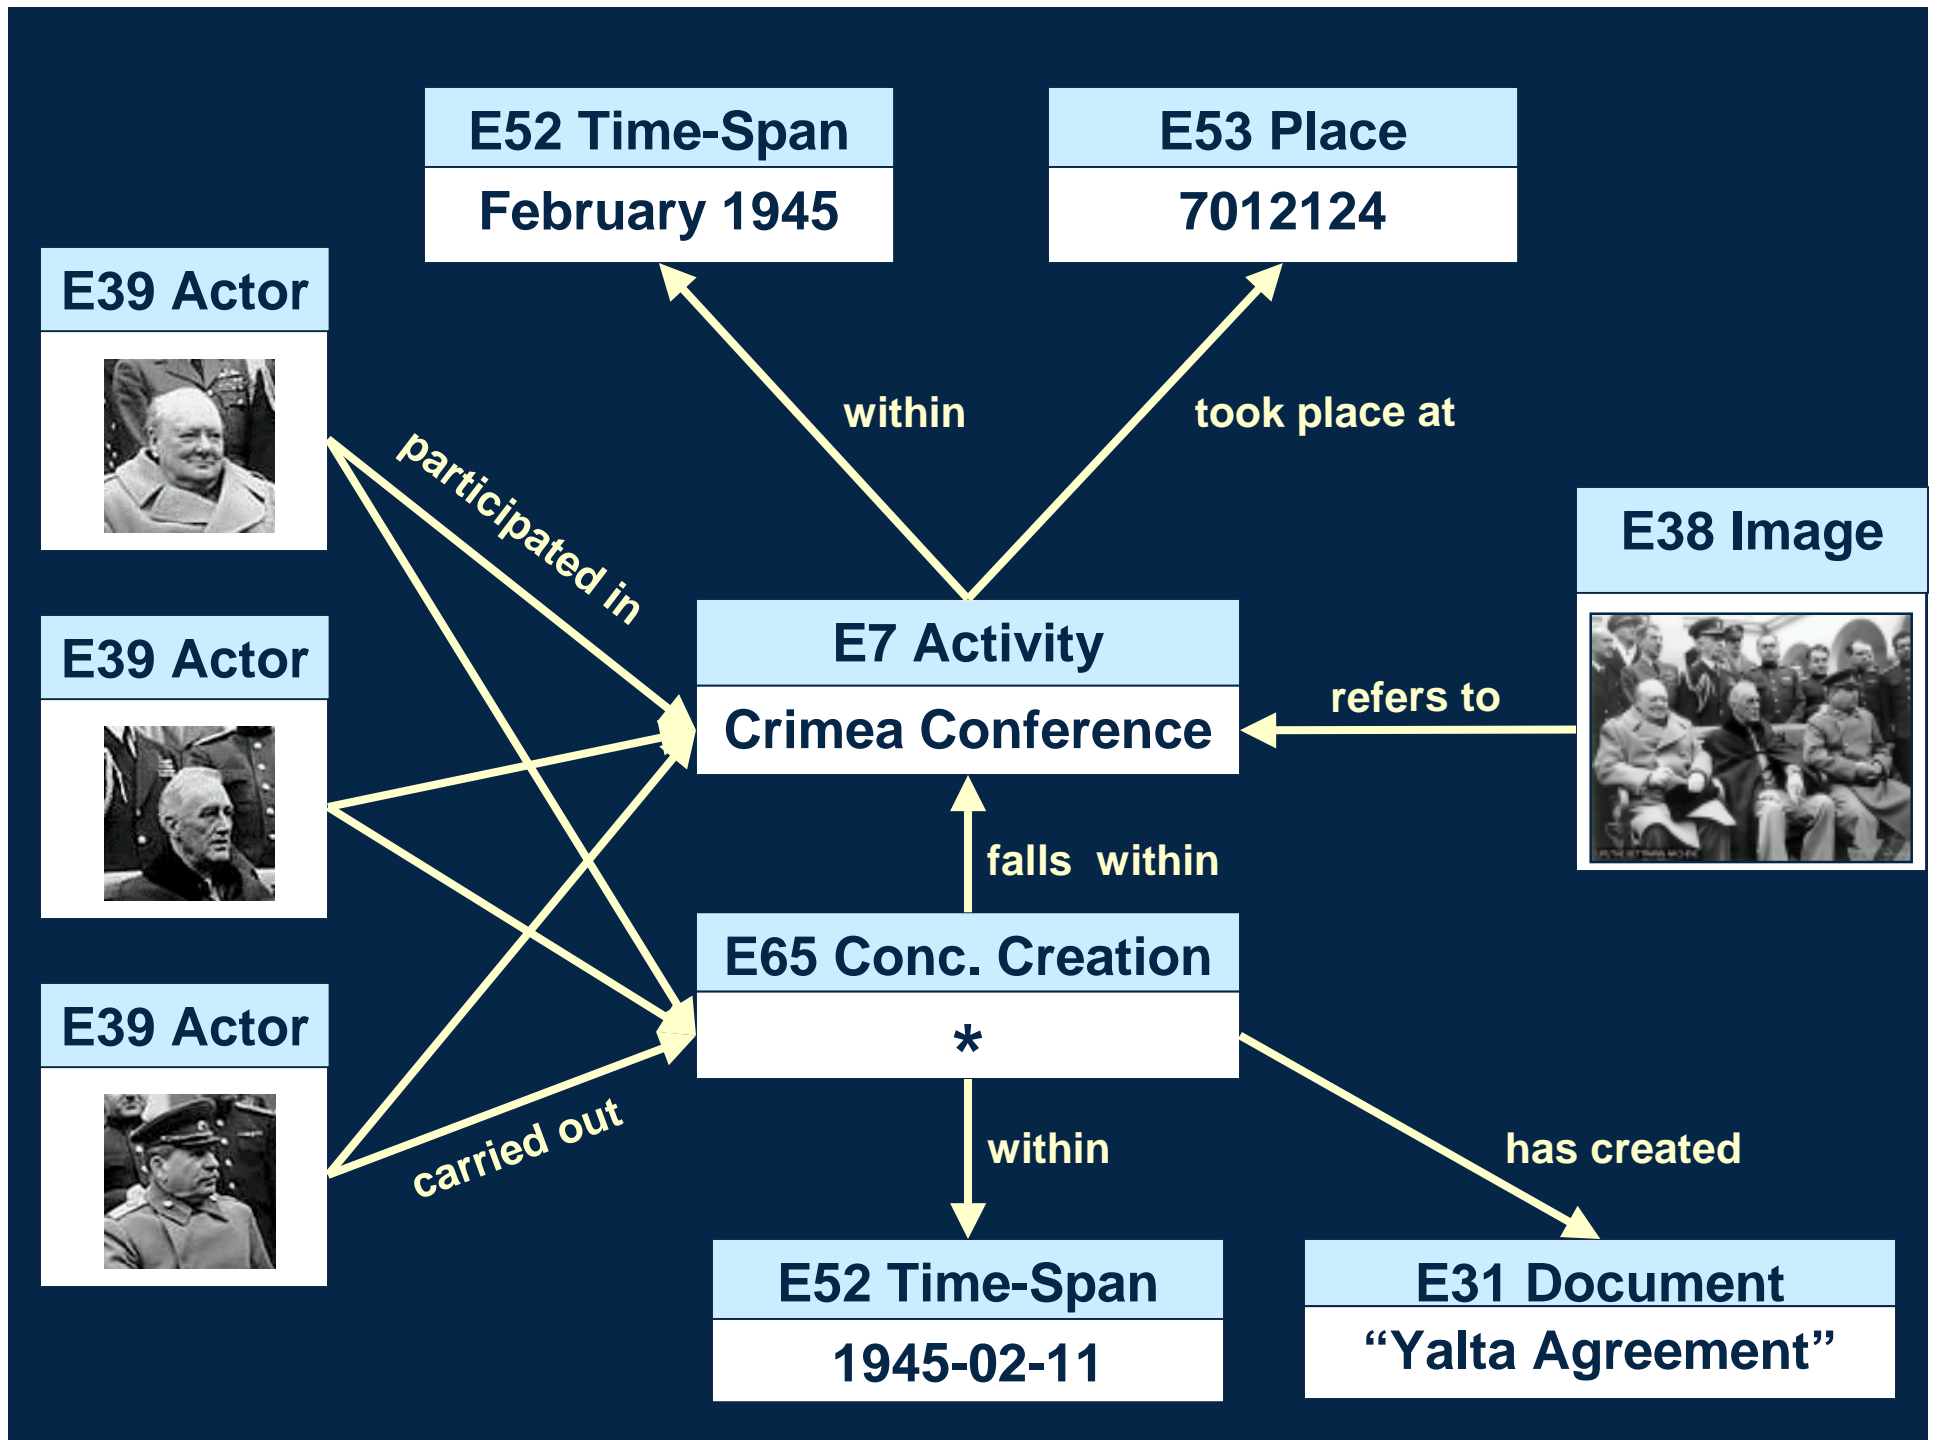 E52 Time-Span
February 1945
E53 Place
7012124
E39 Actor
participated in
within
took place at
E38 Image
E7 Activity
Crimea Conference
refers to
E39 Actor
falls within
E65 Conc. Creation
*
E39 Actor
carried out
within
has created
E52 Time-Span
1945-02-11
E31 Document
“Yalta Agreement”